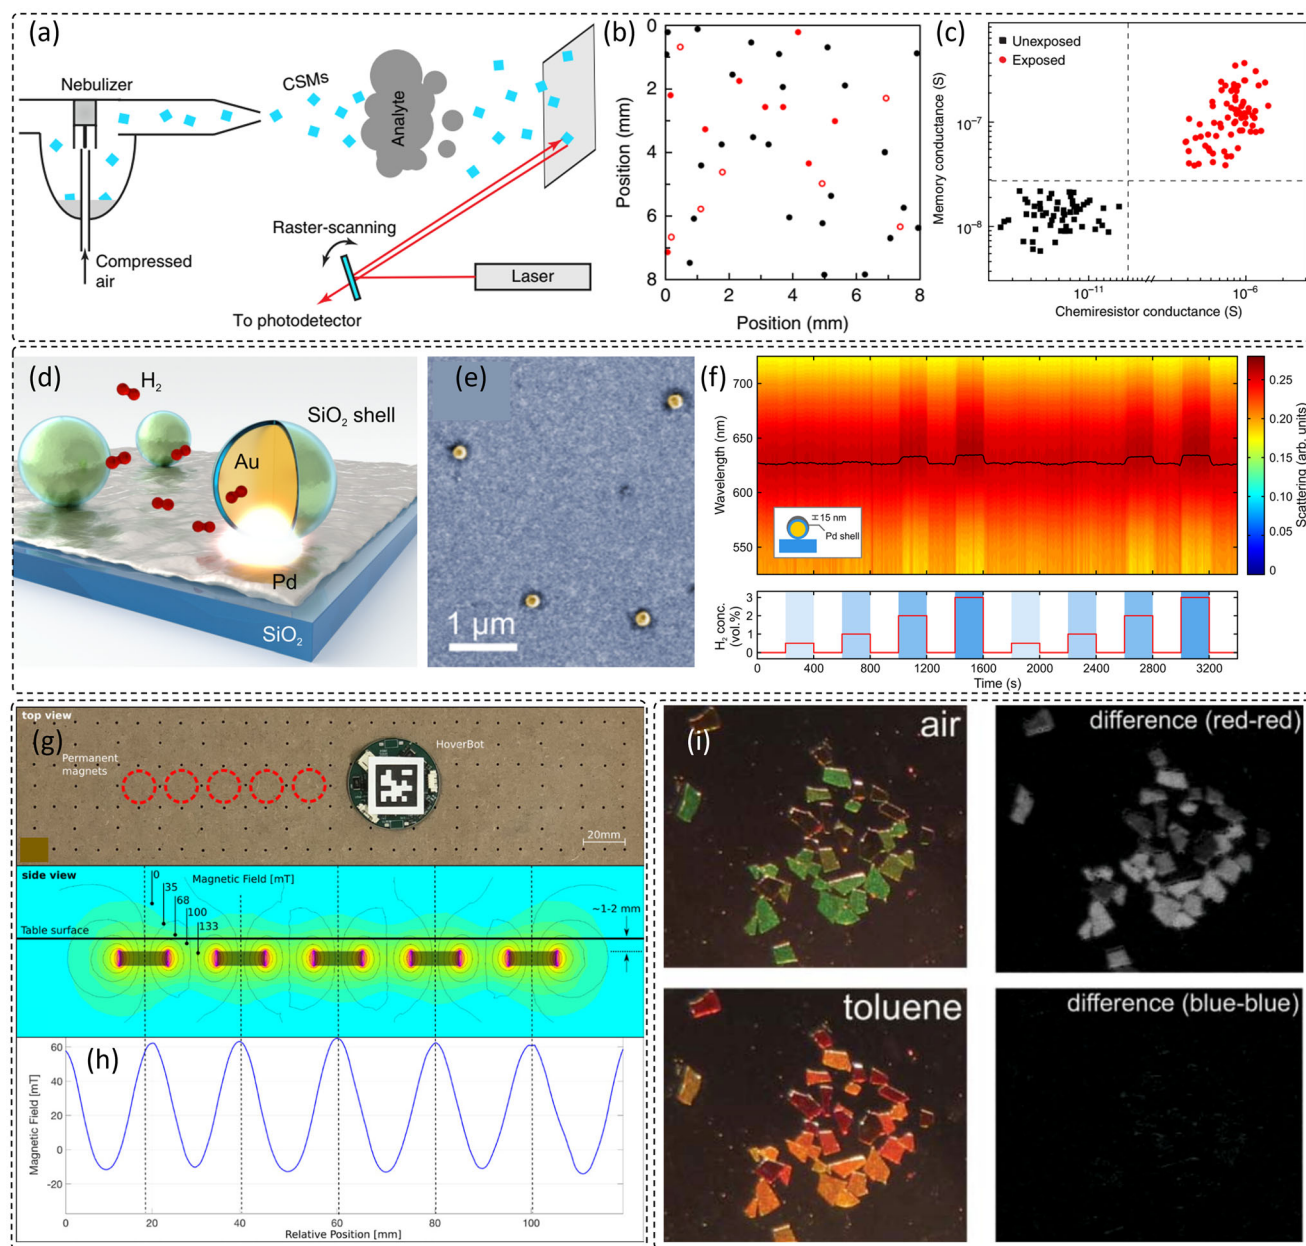 (a)
Nebulizer
CSMs
Analyte
Raster-scanning
Compressed
air
Laser
To photodetector
(b)
Position (mm)
0
2
4
6
8
0
2
4
6
8
Position (mm)
(c)
Unexposed
Exposed
Memory conductance (S)
10⁻⁷
10⁻⁸
10⁻¹¹
10⁻⁶
Chemiresistor conductance (S)
(d)
H₂
SiO₂ shell
Au
Pd
SiO₂
(e)
1 µm
(f)
Wavelength (nm)
700
650
600
550
15 nm
Pd shell
0.25
0.20
0.15
0.10
0.05
0
Scattering (arb. units)
H₂ conc.
(vol.%)
3
2
1
0
0
400
800
1200
1600
2000
2400
2800
3200
Time (s)
top view
(g)
Permanent
magnets
HoverBot
20mm
side view
Magnetic Field [mT]
0
35
68
100
133
~1-2 mm
Table surface
(h)
Magnetic Field [mT]
60
40
20
0
-20
0
20
40
60
80
100
Relative Position [mm]
(i)
air
difference (red-red)
toluene
difference (blue-blue)